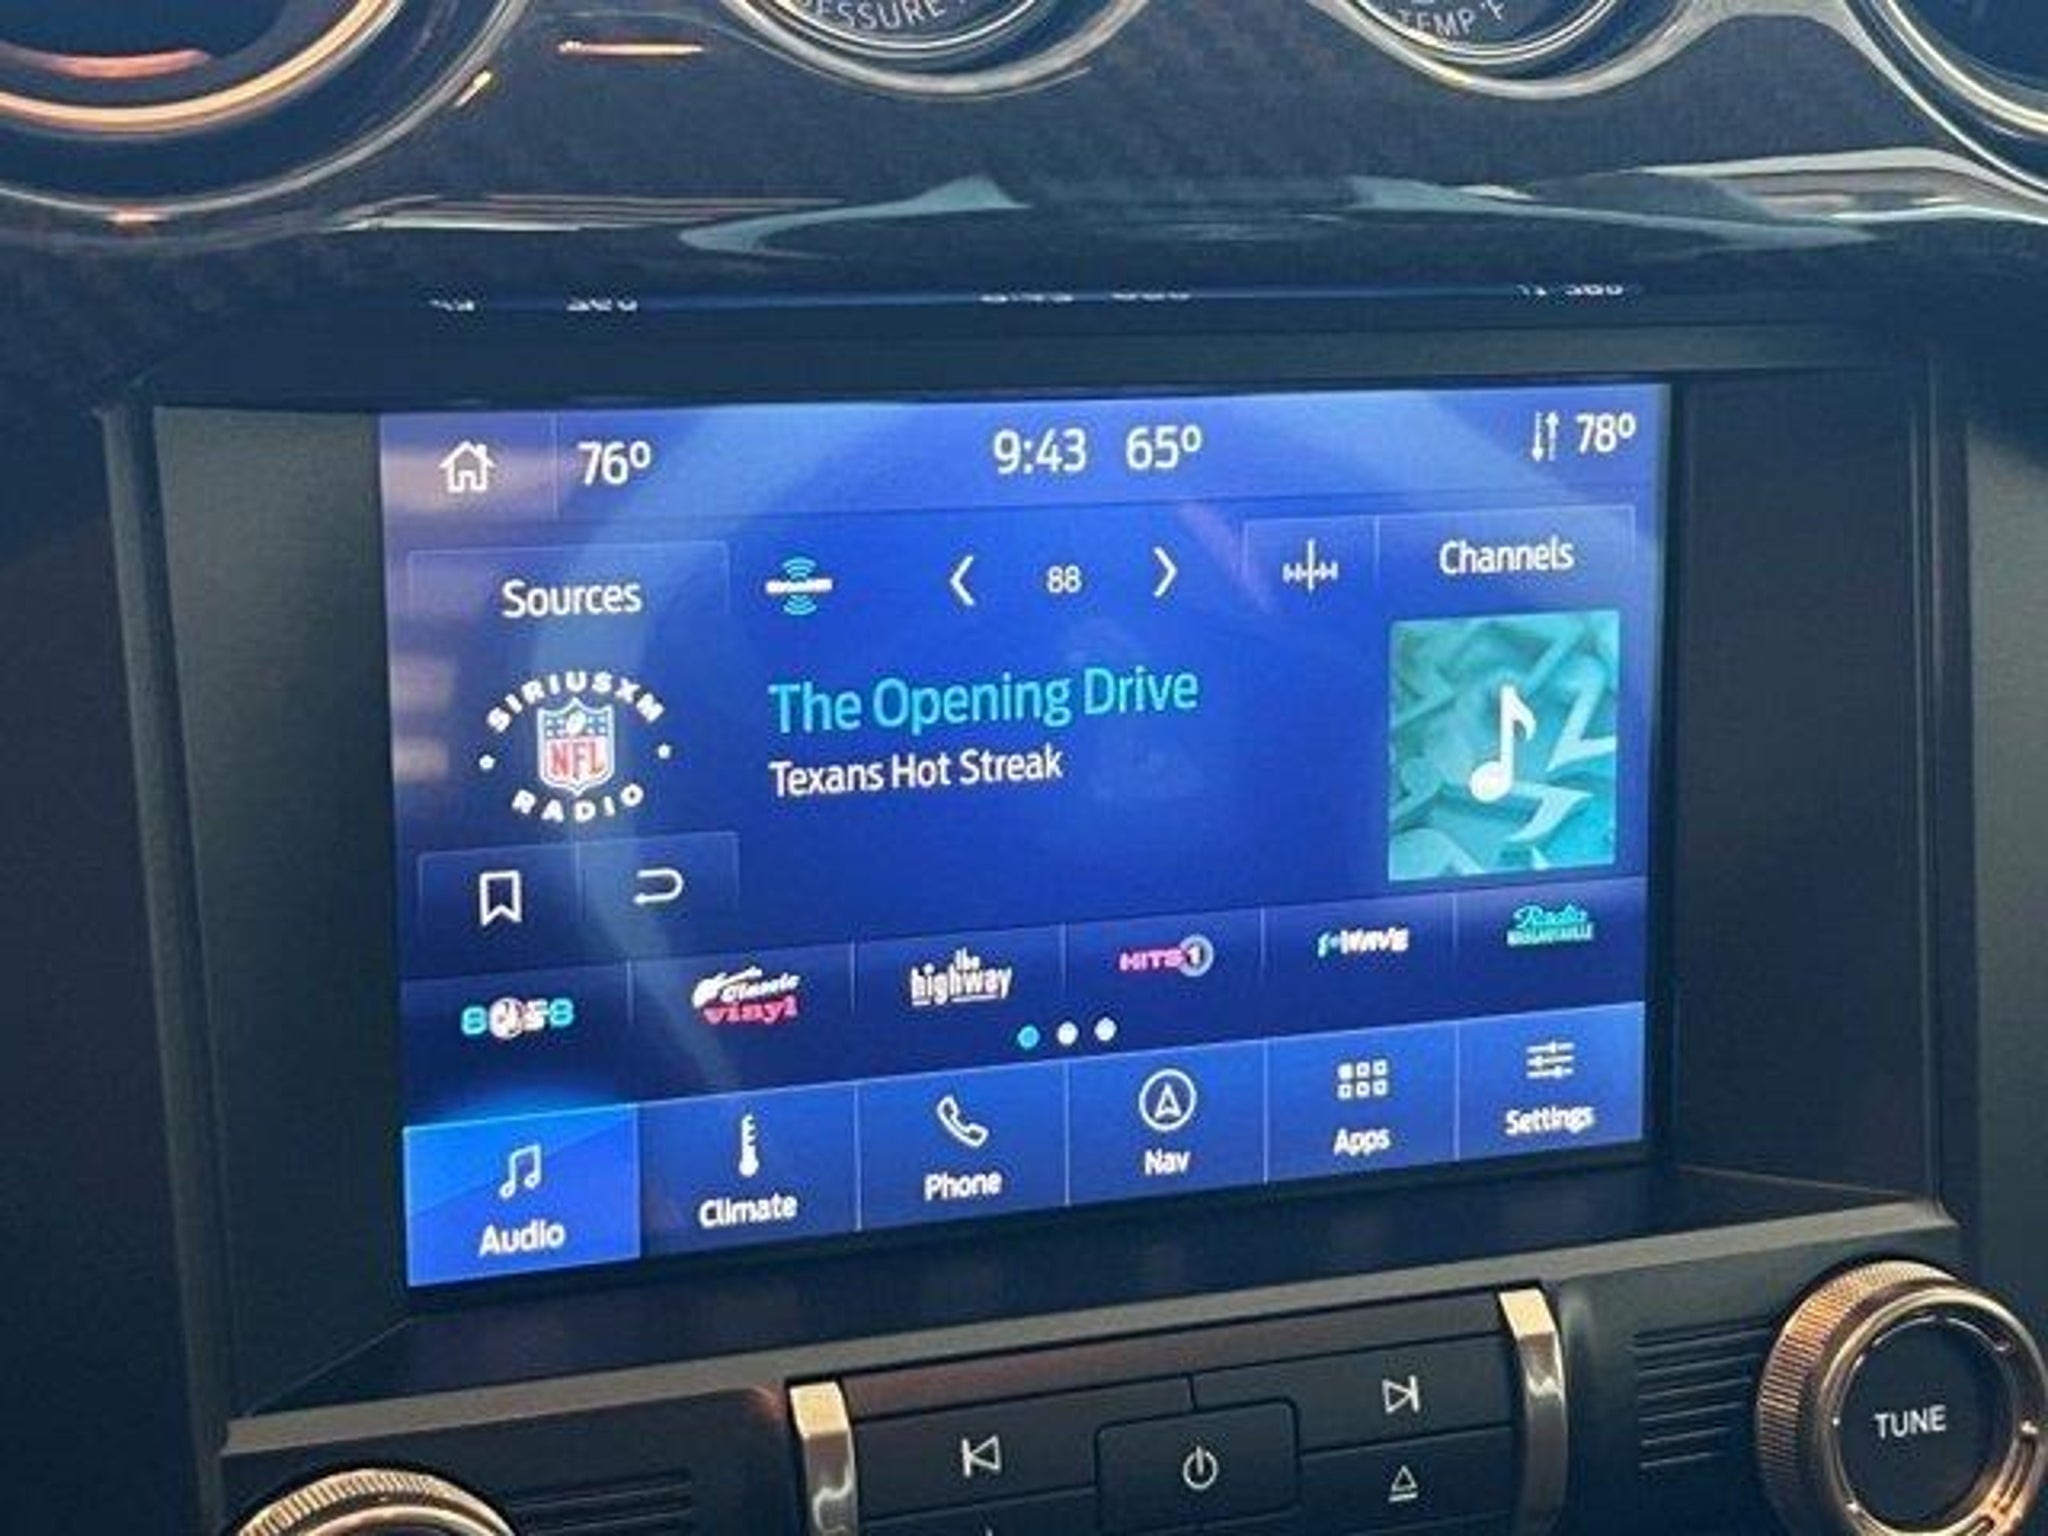 TEMP °F
76° 9:43 65° 78°
Sources 88 Channels
SIRIUSXM
NFL
RADIO
The Opening Drive
Texans Hot Streak
Classic vinyl
the highway
HITS 1
Radio
Audio Climate Phone Nav Apps Settings
TUNE